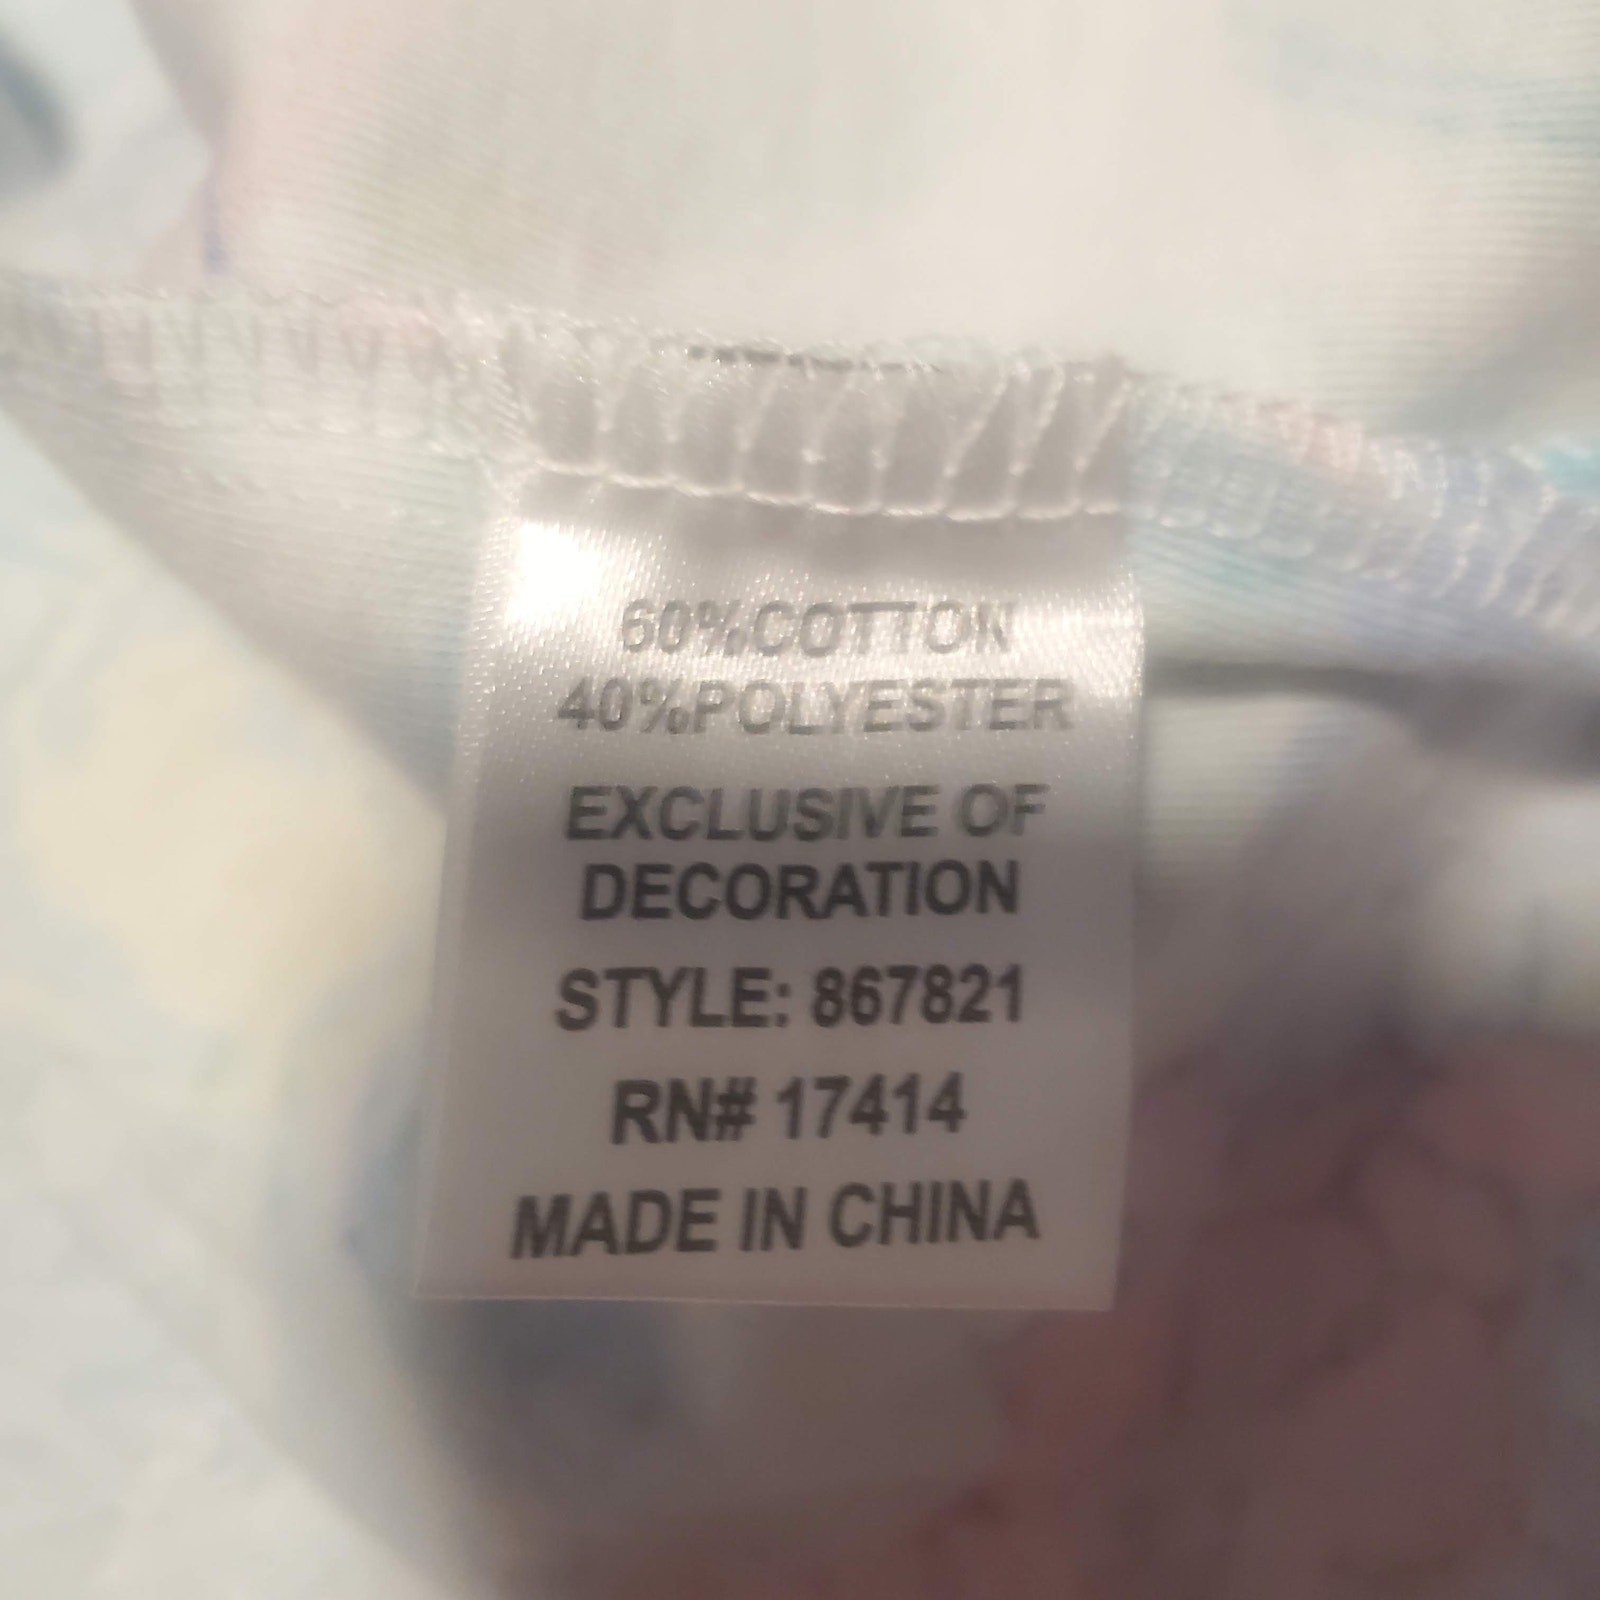 60%COTTON
40%POLYESTER
EXCLUSIVE OF
DECORATION
STYLE: 867821
RN# 17414
MADE IN CHINA